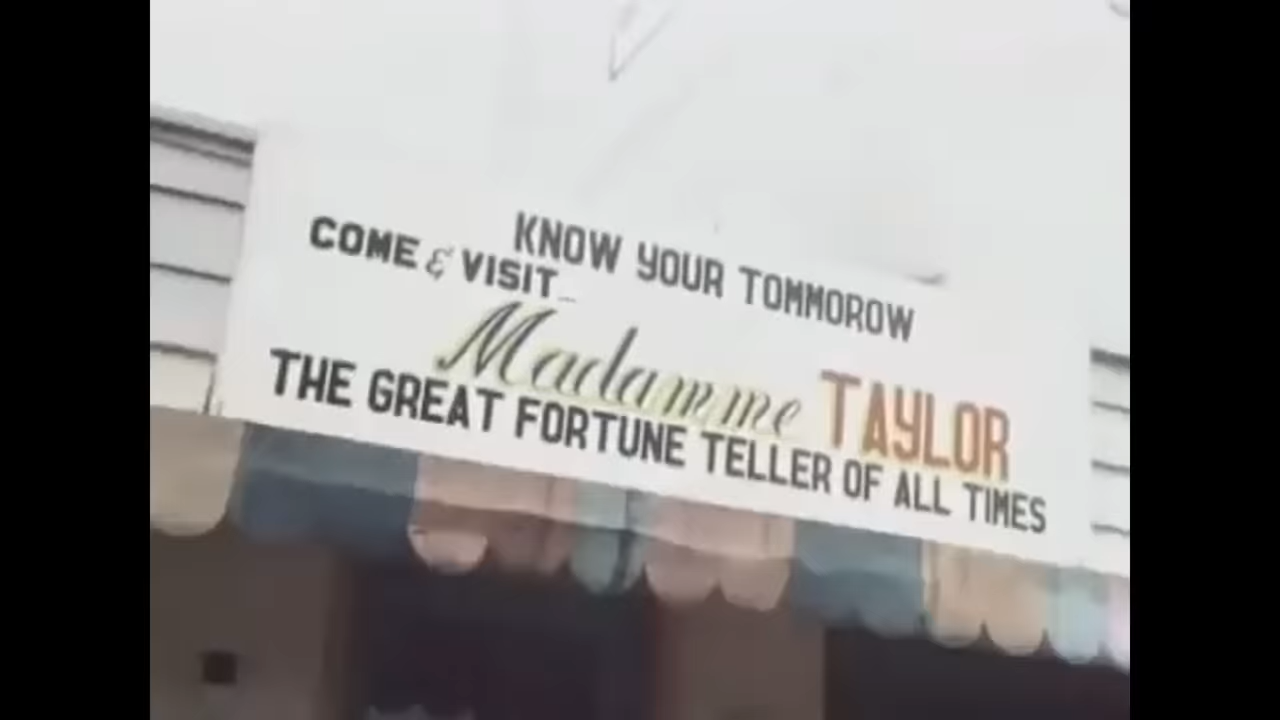 KNOW YOUR TOMMOROW
COME & VISIT...
Madamme TAYLOR
THE GREAT FORTUNE TELLER OF ALL TIMES